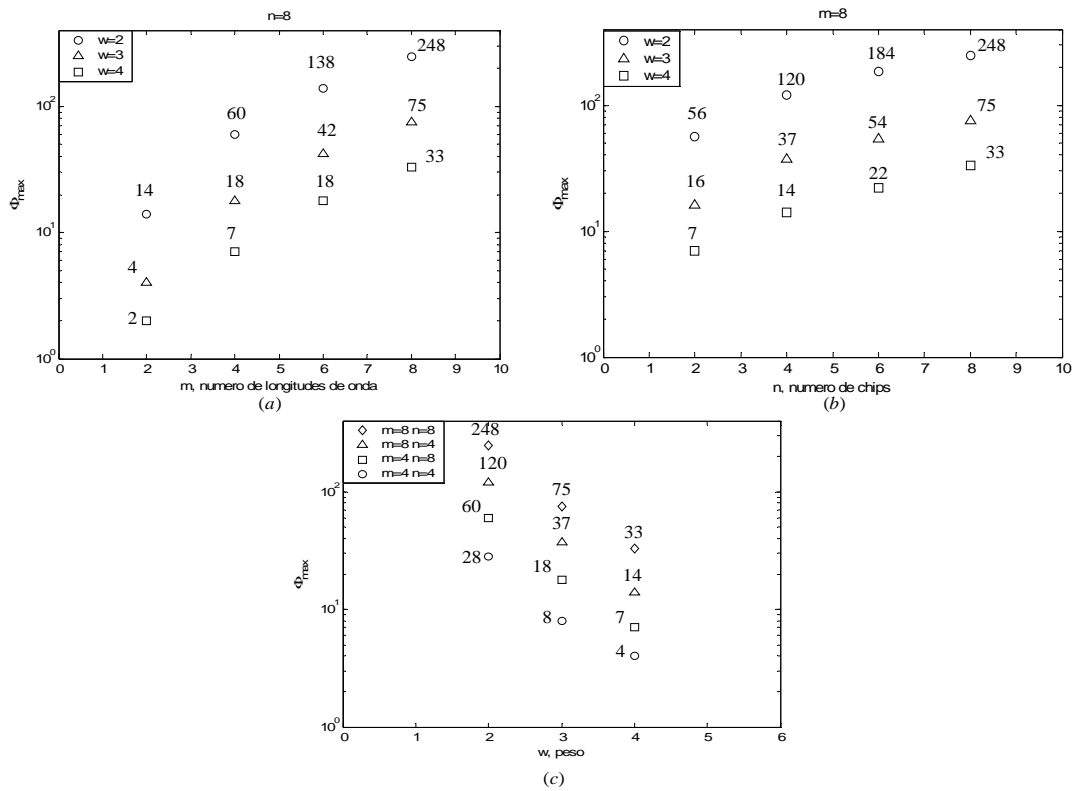 n=8
w=2
w=3
w=4
248
138
60
75
42
14
18
33
18
7
4
2
10^2
10^1
10^0
Φmax
0 1 2 3 4 5 6 7 8 9 10
m, numero de longitudes de onda
(a)
m=8
w=2
w=3
w=4
248
184
120
56
75
54
37
16
33
22
14
7
10^2
10^1
10^0
Φmax
0 1 2 3 4 5 6 7 8 9 10
n, numero de chips
(b)
m=8 n=8
m=8 n=4
m=4 n=8
m=4 n=4
248
120
60
28
75
37
18
8
33
14
7
4
10^2
10^1
10^0
Φmax
0 1 2 3 4 5 6
w, peso
(c)